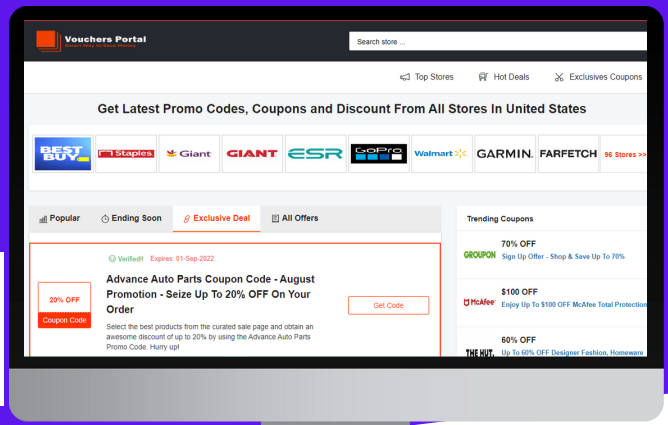 Vouchers Portal
Smart Way to Save Money
Search store ...
Top Stores
Hot Deals
Exclusives Coupons
Get Latest Promo Codes, Coupons and Discount From All Stores In United States
BEST BUY
Staples
Giant
GIANT
ESR
GoPro
Walmart
GARMIN.
FARFETCH
96 Stores >>
Popular
Ending Soon
Exclusive Deal
All Offers
Trending Coupons
Verified!! Expires: 01-Sep-2022
20% OFF
Coupon Code
Advance Auto Parts Coupon Code - August
Promotion - Seize Up To 20% OFF On Your
Order
Select the best products from the curated sale page and obtain an
awesome discount of up to 20% by using the Advance Auto Parts
Promo Code. Hurry up!
Get Code
70% OFF
GROUPON
Sign Up Offer - Shop & Save Up To 70%
$100 OFF
McAfee
Enjoy Up To $100 OFF McAfee Total Protection
60% OFF
THE HUT.
Up To 60% OFF Designer Fashion, Homeware